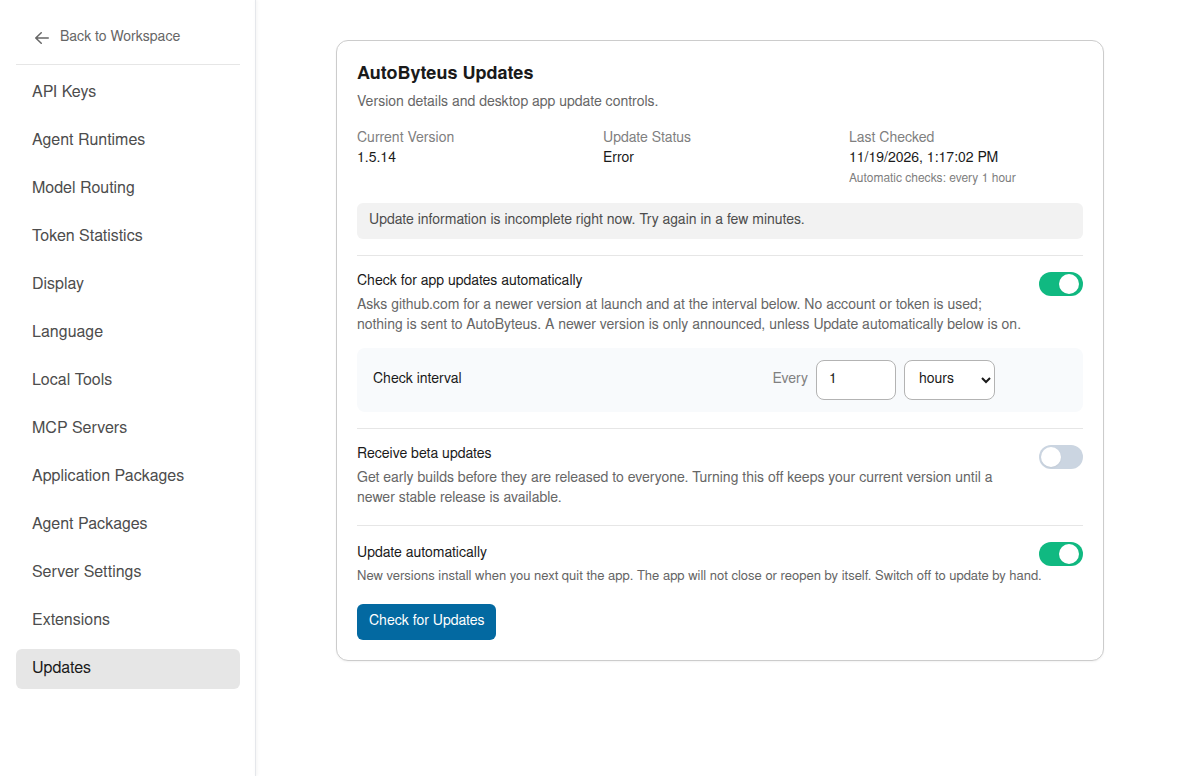 Back to Workspace
API Keys
Agent Runtimes
Model Routing
Token Statistics
Display
Language
Local Tools
MCP Servers
Application Packages
Agent Packages
Server Settings
Extensions
Updates
AutoByteus Updates
Version details and desktop app update controls.
Current Version
1.5.14
Update Status
Error
Last Checked
11/19/2026, 1:17:02 PM
Automatic checks: every 1 hour
Update information is incomplete right now. Try again in a few minutes.
Check for app updates automatically
Asks github.com for a newer version at launch and at the interval below. No account or token is used;
nothing is sent to AutoByteus. A newer version is only announced, unless Update automatically below is on.
Check interval
Every
1
hours
Receive beta updates
Get early builds before they are released to everyone. Turning this off keeps your current version until a
newer stable release is available.
Update automatically
New versions install when you next quit the app. The app will not close or reopen by itself. Switch off to update by hand.
Check for Updates